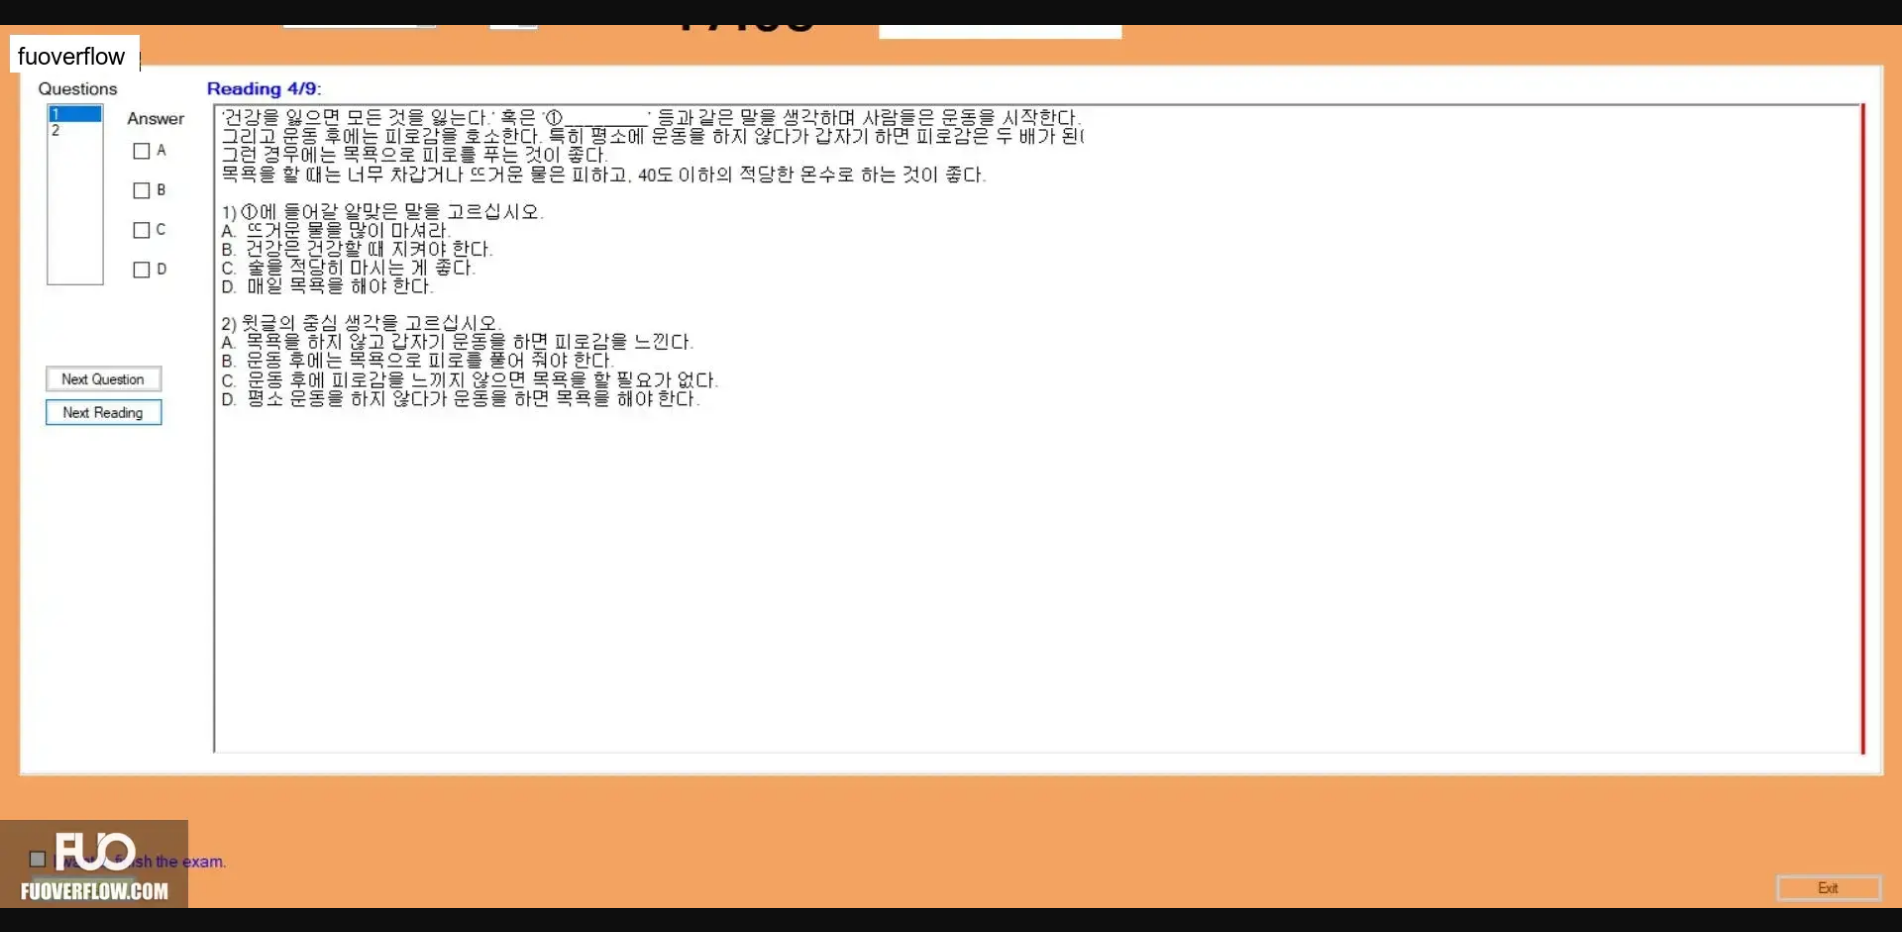 fuoverflow
Questions
Reading 4/9:
1
2
Answer
A
B
C
D
Next Question
Next Reading
'건강을 잃으면 모든 것을 잃는다.' 혹은 '①_________' 등과 같은 말을 생각하며 사람들은 운동을 시작한다.
그리고 운동 후에는 피로감을 호소한다. 특히 평소에 운동을 하지 않다가 갑자기 하면 피로감은 두 배가 된
그런 경우에는 목욕으로 피로를 푸는 것이 좋다.
목욕을 할 때는 너무 차갑거나 뜨거운 물은 피하고, 40도 이하의 적당한 온수로 하는 것이 좋다.
1) ①에 들어갈 알맞은 말을 고르십시오.
A. 뜨거운 물을 많이 마셔라.
B. 건강은 건강할 때 지켜야 한다.
C. 술을 적당히 마시는 게 좋다.
D. 매일 목욕을 해야 한다.
2) 윗글의 중심 생각을 고르십시오.
A. 목욕을 하지 않고 갑자기 운동을 하면 피로감을 느낀다.
B. 운동 후에는 목욕으로 피로를 풀어 줘야 한다.
C. 운동 후에 피로감을 느끼지 않으면 목욕을 할 필요가 없다.
D. 평소 운동을 하지 않다가 운동을 하면 목욕을 해야 한다.
FUO
the exam.
FUOVERFLOW.COM
Exit